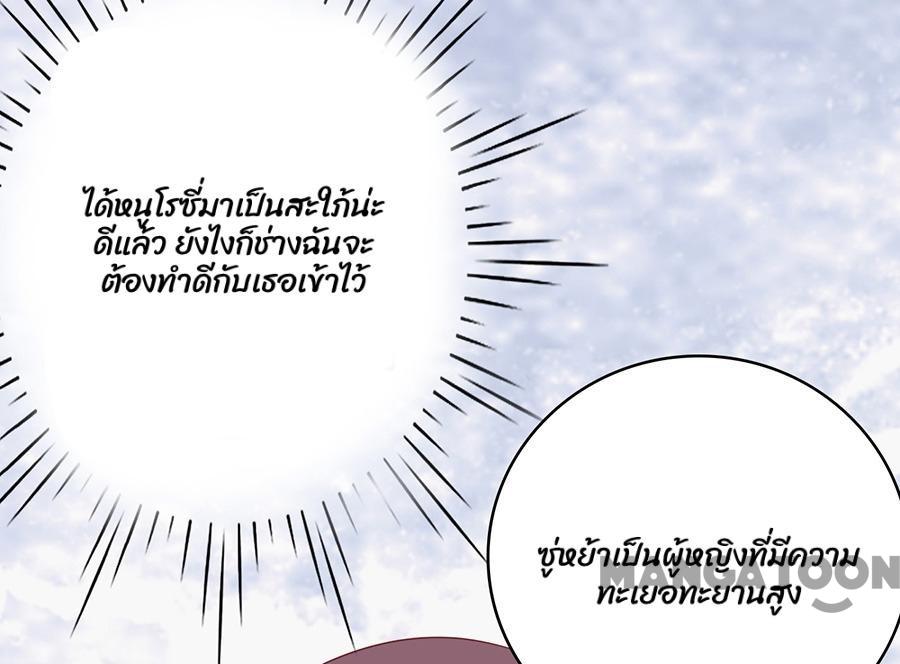 ได้หนูโรซี่มาเป็นสะใภ้น่ะ
ดีแล้ว ยังไงก็ช่างฉันจะ
ต้องทำดีกับเธอเข้าไว้
ซู่หย้าเป็นผู้หญิงที่มีความ
ทะเยอทะยานสูง
MANGATOON